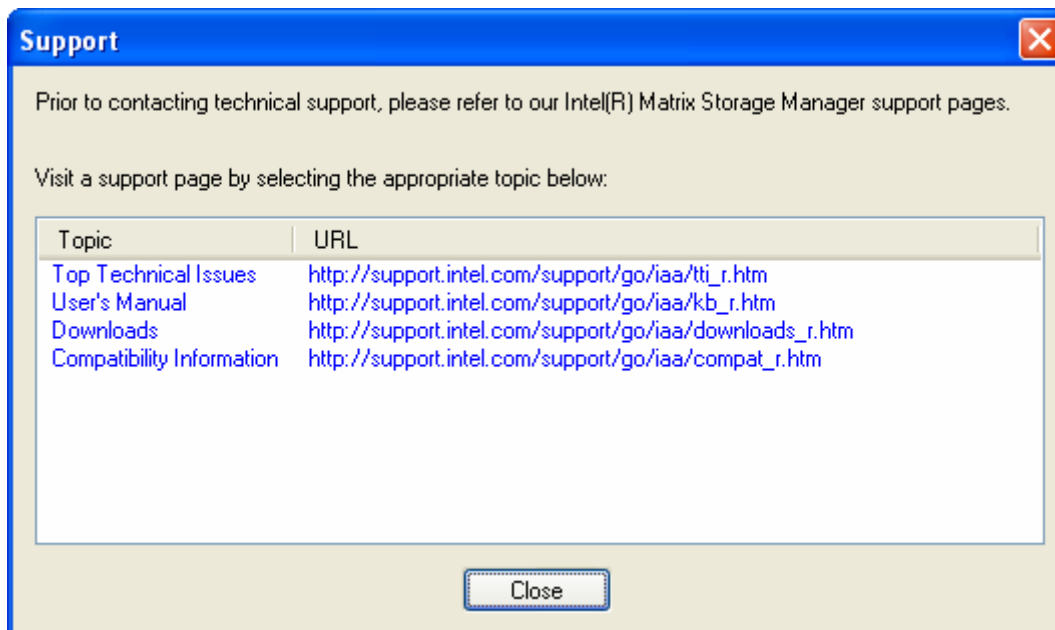 Support
Prior to contacting technical support, please refer to our Intel(R) Matrix Storage Manager support pages.
Visit a support page by selecting the appropriate topic below:
Topic URL
Top Technical Issues http://support.intel.com/support/go/iaa/tti_r.htm
User's Manual http://support.intel.com/support/go/iaa/kb_r.htm
Downloads http://support.intel.com/support/go/iaa/downloads_r.htm
Compatibility Information http://support.intel.com/support/go/iaa/compat_r.htm
Close